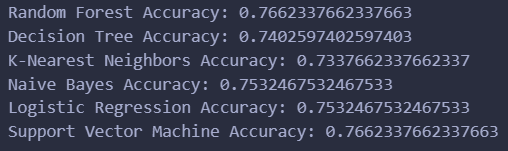 Random Forest Accuracy: 0.7662337662337663
Decision Tree Accuracy: 0.7402597402597403
K-Nearest Neighbors Accuracy: 0.7337662337662337
Naive Bayes Accuracy: 0.7532467532467533
Logistic Regression Accuracy: 0.7532467532467533
Support Vector Machine Accuracy: 0.7662337662337663